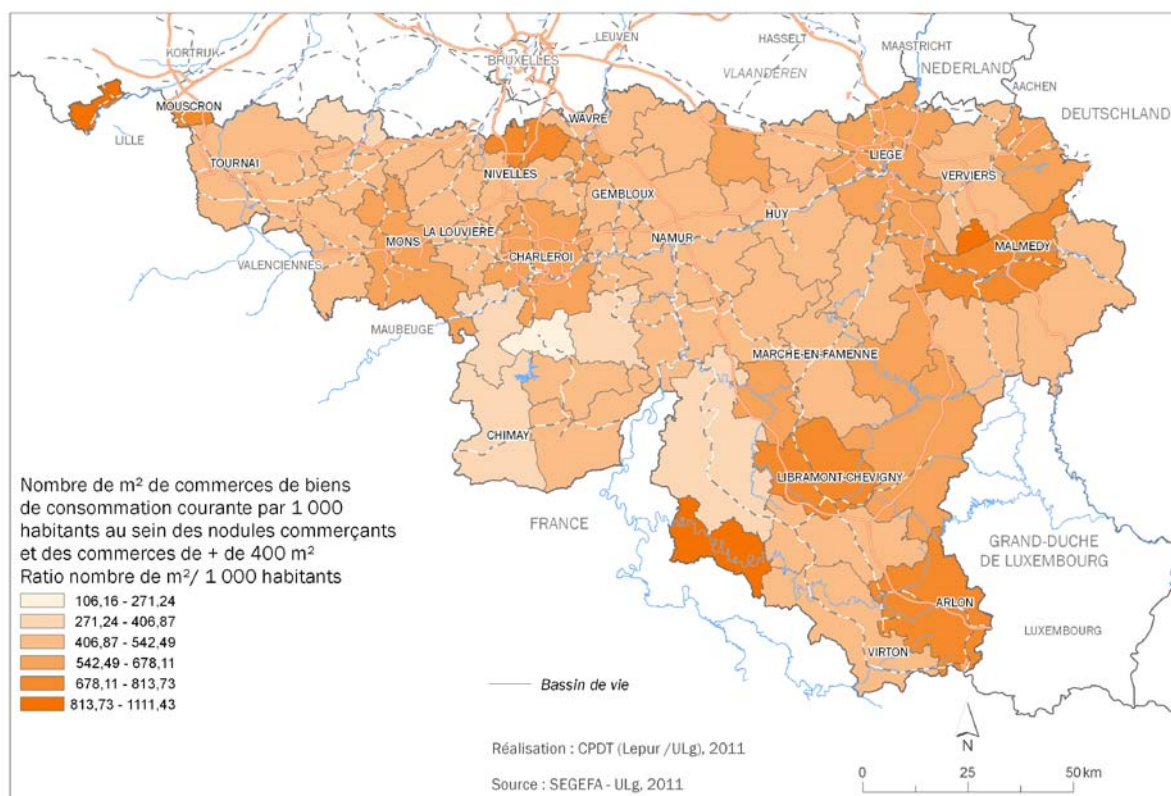 KORTRIJK
LEUVEN
HASSELT
MAASTRICHT
BRUXELLES
VLAANDEREN
NEDERLAND
AACHEN
DEUTSCHLAND
MOUSCRON
LILLE
WAVRE
TOURNAI
LIEGE
NIVELLES
VERVIERS
GEMBLOUX
HUY
LA LOUVIERE
NAMUR
MONS
MALMEDY
VALENCIENNES
CHARLEROI
MAUBEUGE
MARCHE-EN-FAMENNE
CHIMAY
LIBRAMONT-CHEVIGNY
FRANCE
GRAND-DUCHE
DE LUXEMBOURG
ARLON
LUXEMBOURG
VIRTON
Nombre de m² de commerces de biens
de consommation courante par 1 000
habitants au sein des nodules commerçants
et des commerces de + de 400 m²
Ratio nombre de m²/ 1 000 habitants
106,16 - 271,24
271,24 - 406,87
406,87 - 542,49
542,49 - 678,11
678,11 - 813,73
813,73 - 1111,43
Bassin de vie
Réalisation : CPDT (Lepur /ULg), 2011
Source : SEGEFA - ULg, 2011
N
0 25 50 km